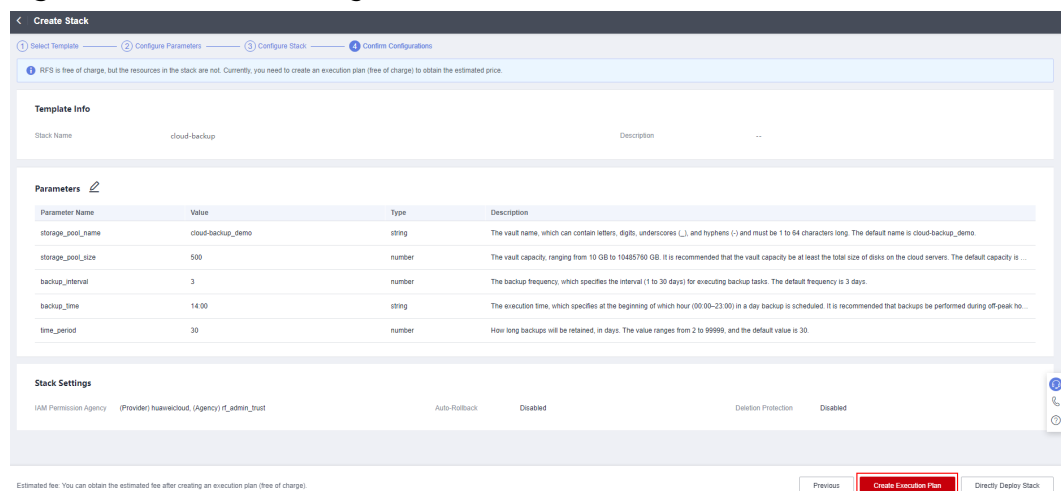 Create Stack
1 Select Template 2 Configure Parameters 3 Configure Stack 4 Confirm Configurations
RFS is free of charge, but the resources in the stack are not. Currently, you need to create an execution plan (free of charge) to obtain the estimated price.
Template Info
Stack Name cloud-backup Description --
Parameters
Parameter Name Value Type Description
storage_pool_name cloud-backup_demo string The vault name, which can contain letters, digits, underscores (_), and hyphens (-) and must be 1 to 64 characters long. The default name is cloud-backup_demo.
storage_pool_size 500 number The vault capacity, ranging from 10 GB to 10485760 GB. It is recommended that the vault capacity be at least the total size of disks on the cloud servers. The default capacity is ...
backup_interval 3 number The backup frequency, which specifies the interval (1 to 30 days) for executing backup tasks. The default frequency is 3 days.
backup_time 14:00 string The execution time, which specifies at the beginning of which hour (00:00–23:00) in a day backup is scheduled. It is recommended that backups be performed during off-peak ho...
time_period 30 number How long backups will be retained, in days. The value ranges from 2 to 99999, and the default value is 30.
Stack Settings
IAM Permission Agency (Provider) huaweicloud, (Agency) rf_admin_trust Auto-Rollback Disabled Deletion Protection Disabled
Estimated fee: You can obtain the estimated fee after creating an execution plan (free of charge). Previous Create Execution Plan Directly Deploy Stack